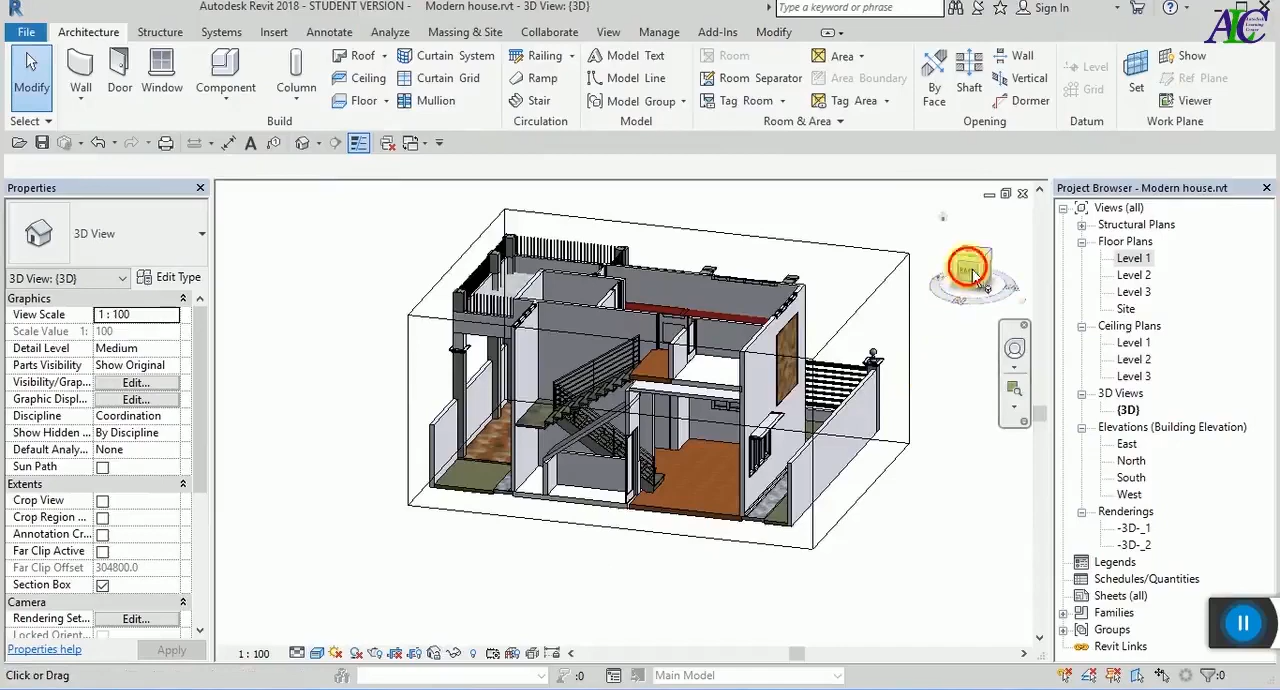 Autodesk Revit 2018 - STUDENT VERSION - Modern house.rvt - 3D View: {3D}
Type a keyword or phrase
Sign In
ALC
File Architecture Structure Systems Insert Annotate Analyze Massing & Site Collaborate View Manage Add-Ins Modify
Modify Wall Door Window Component Column
Roof Curtain System Railing Model Text Room Area By Face Shaft Wall Level Set Show
Ceiling Curtain Grid Ramp Model Line Room Separator Area Boundary Vertical Grid Ref Plane
Floor Mullion Stair Model Group Tag Room Tag Area Dormer Viewer
Select Build Circulation Model Room & Area Opening Datum Work Plane
Properties
3D View
3D View: {3D} Edit Type
Graphics
View Scale 1 : 100
Scale Value 1: 100
Detail Level Medium
Parts Visibility Show Original
Visibility/Grap... Edit...
Graphic Displ... Edit...
Discipline Coordination
Show Hidden ... By Discipline
Default Analy... None
Sun Path
Extents
Crop View
Crop Region ...
Annotation Cr...
Far Clip Active
Far Clip Offset 304800.0
Section Box
Camera
Rendering Set... Edit...
Locked Orient...
Properties help Apply
Project Browser - Modern house.rvt
Views (all)
Structural Plans
Floor Plans
Level 1
Level 2
Level 3
Site
Ceiling Plans
Level 1
Level 2
Level 3
3D Views
{3D}
Elevations (Building Elevation)
East
North
South
West
Renderings
-3D-_1
-3D-_2
Legends
Schedules/Quantities
Sheets (all)
Families
Groups
Revit Links
1 : 100
Click or Drag
:0 Main Model :0